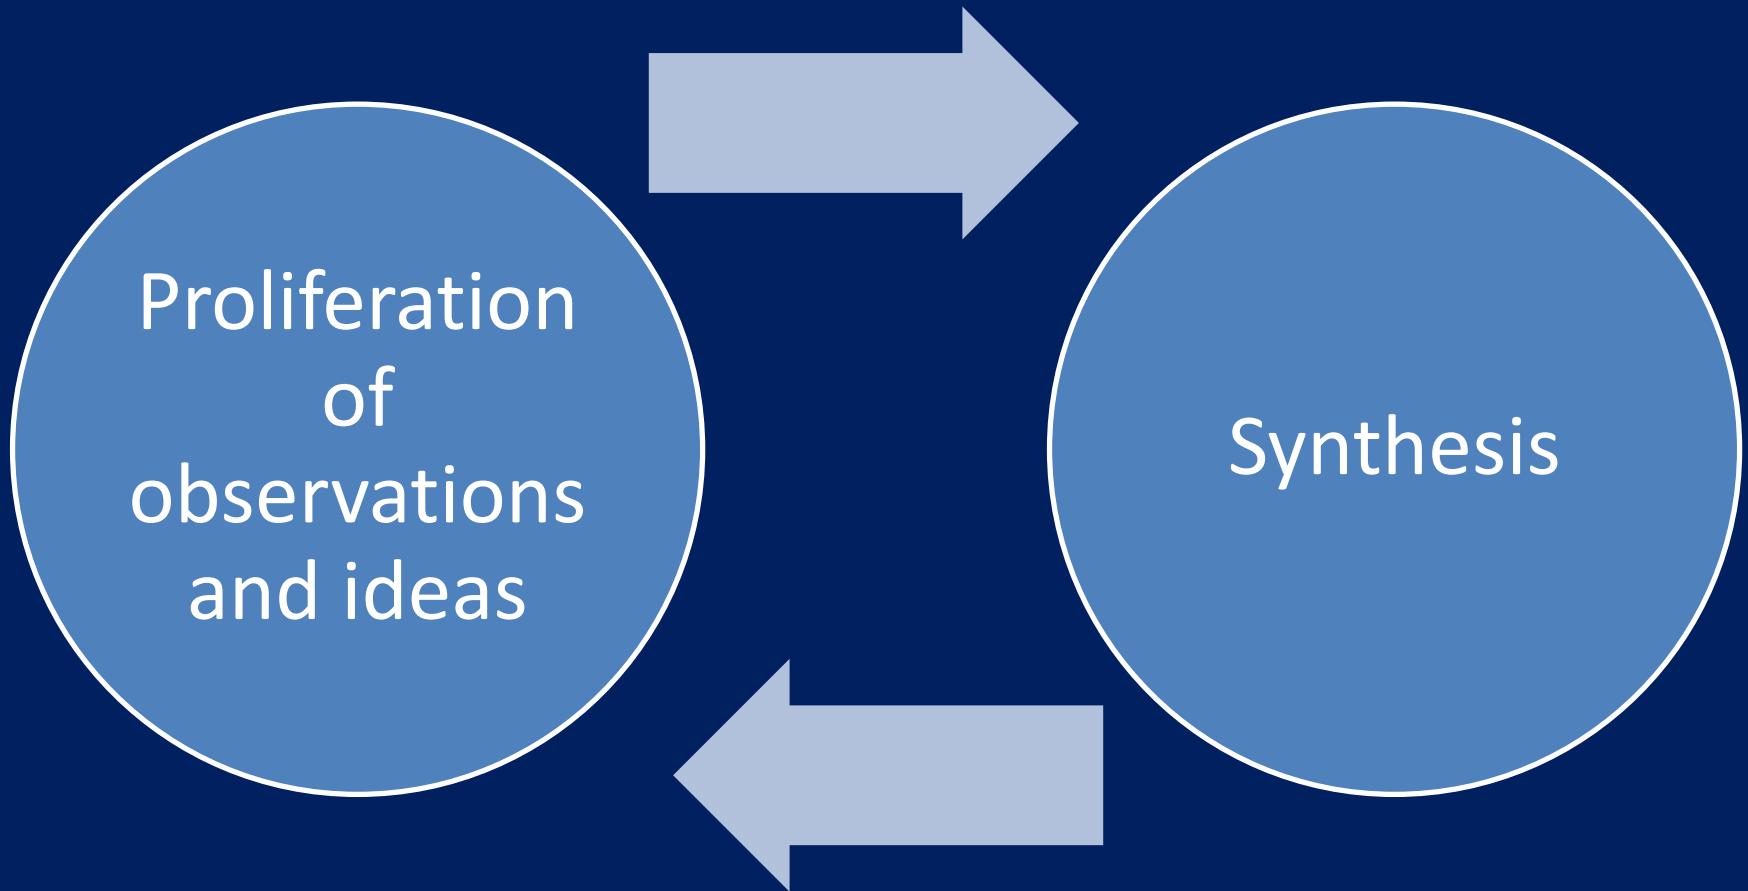 Proliferation
of
observations
and ideas
Synthesis